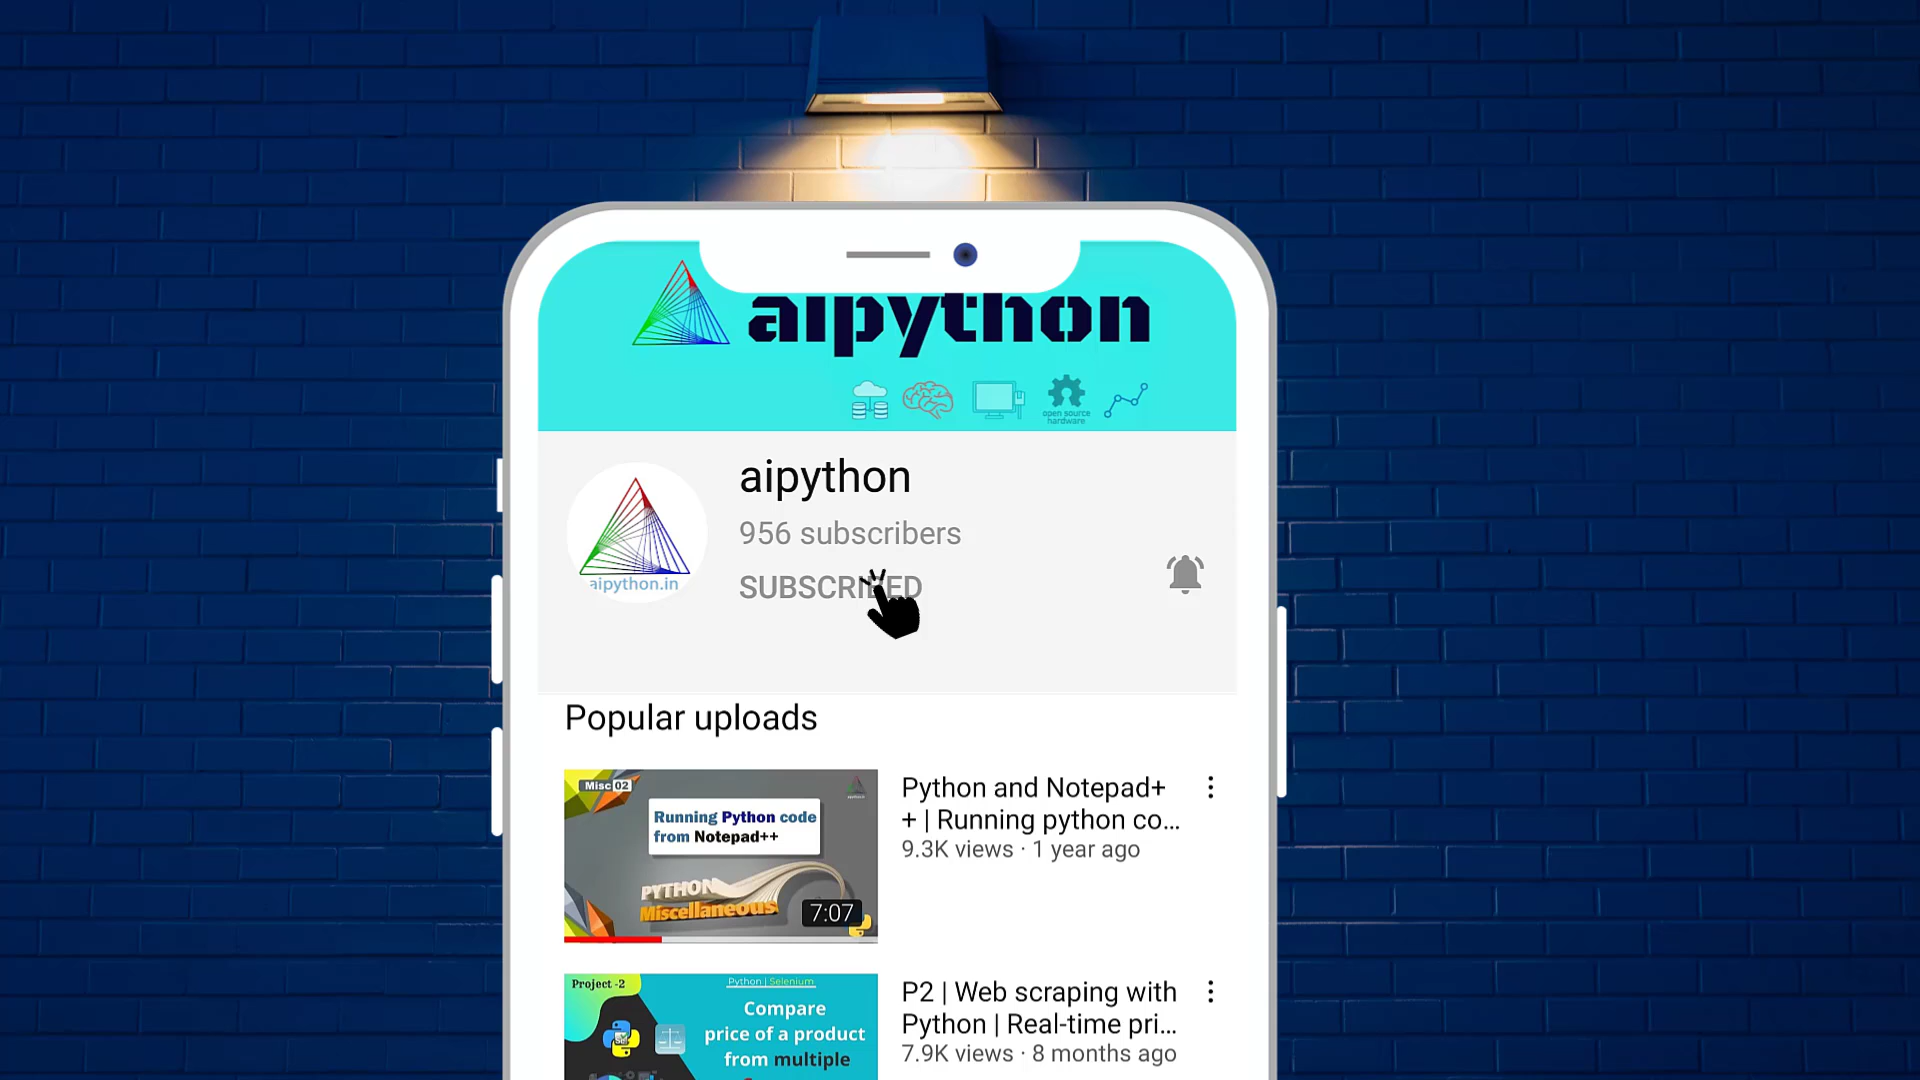 aipython
open source
hardware
aipython
956 subscribers
SUBSCRIBED
aipython.in
Popular uploads
Misc 02
Running Python code
from Notepad++
PYTHON
Miscellaneous
7:07
Python and Notepad+
+ | Running python co...
9.3K views · 1 year ago
Project -2
Python | Selenium
Compare
price of a product
from multiple
P2 | Web scraping with
Python | Real-time pri...
7.9K views · 8 months ago